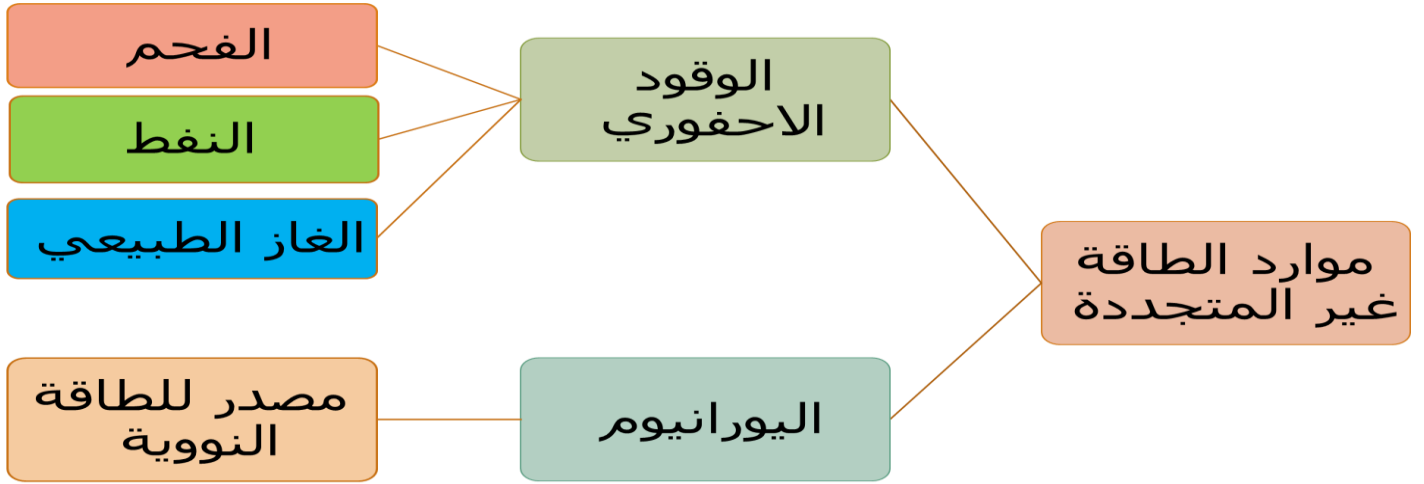 موارد الطاقة
غير المتجددة
الوقود
الاحفوري
الفحم
النفط
الغاز الطبيعي
اليورانيوم
مصدر للطاقة
النووية